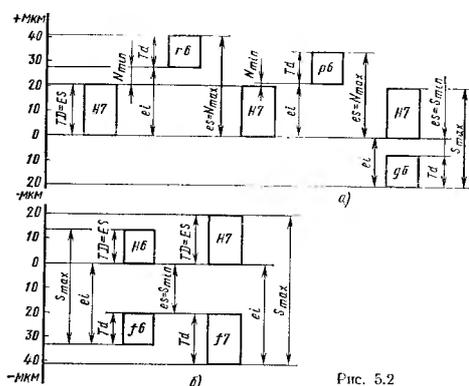 +МКМ
40
30
20
10
0
10
20
-МКМ
TD=ES
H7
Nmin
Td
r6
ei
es=Nmax
H7
Nmin
Td
p6
ei
es=Nmax
H7
ei
g6
es=Smin
Td
Smax
а)
20
10
0
10
20
30
40
-МКМ
Smax
TD=ES
H6
ei
Td
f6
TD=ES
H7
es=Smin
Td
f7
ei
Smax
б)
Рис. 5.2